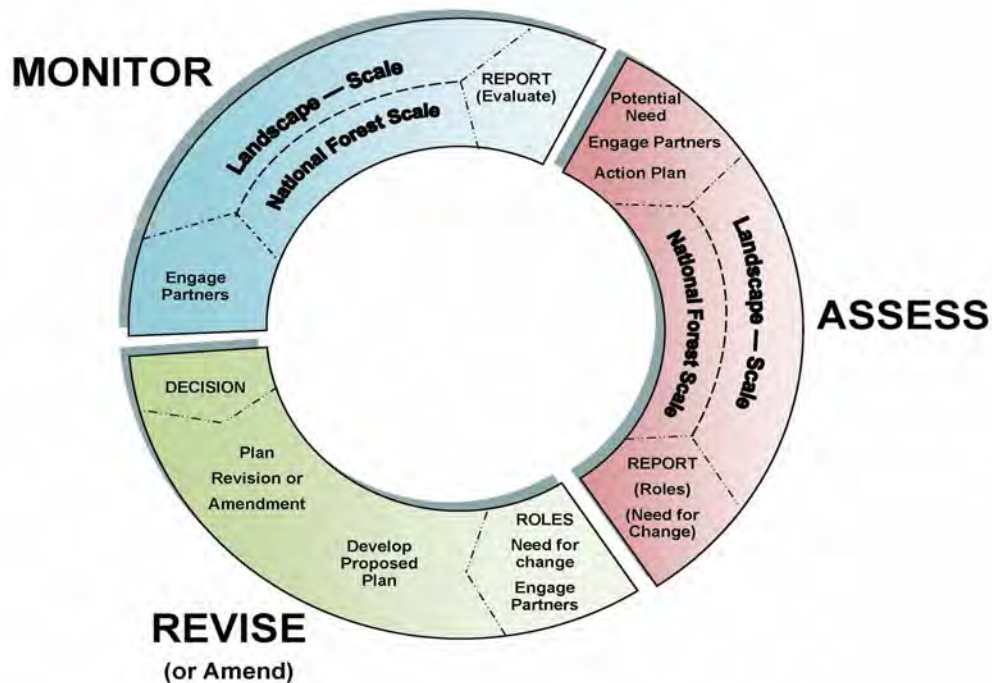 MONITOR
Landscape — Scale
National Forest Scale
REPORT
(Evaluate)
Engage
Partners
Potential
Need
Engage Partners
Action Plan
Landscape — Scale
National Forest Scale
ASSESS
REPORT
(Roles)
(Need for
Change)
ROLES
Need for
change
Engage
Partners
Develop
Proposed
Plan
Plan
Revision or
Amendment
DECISION
REVISE
(or Amend)